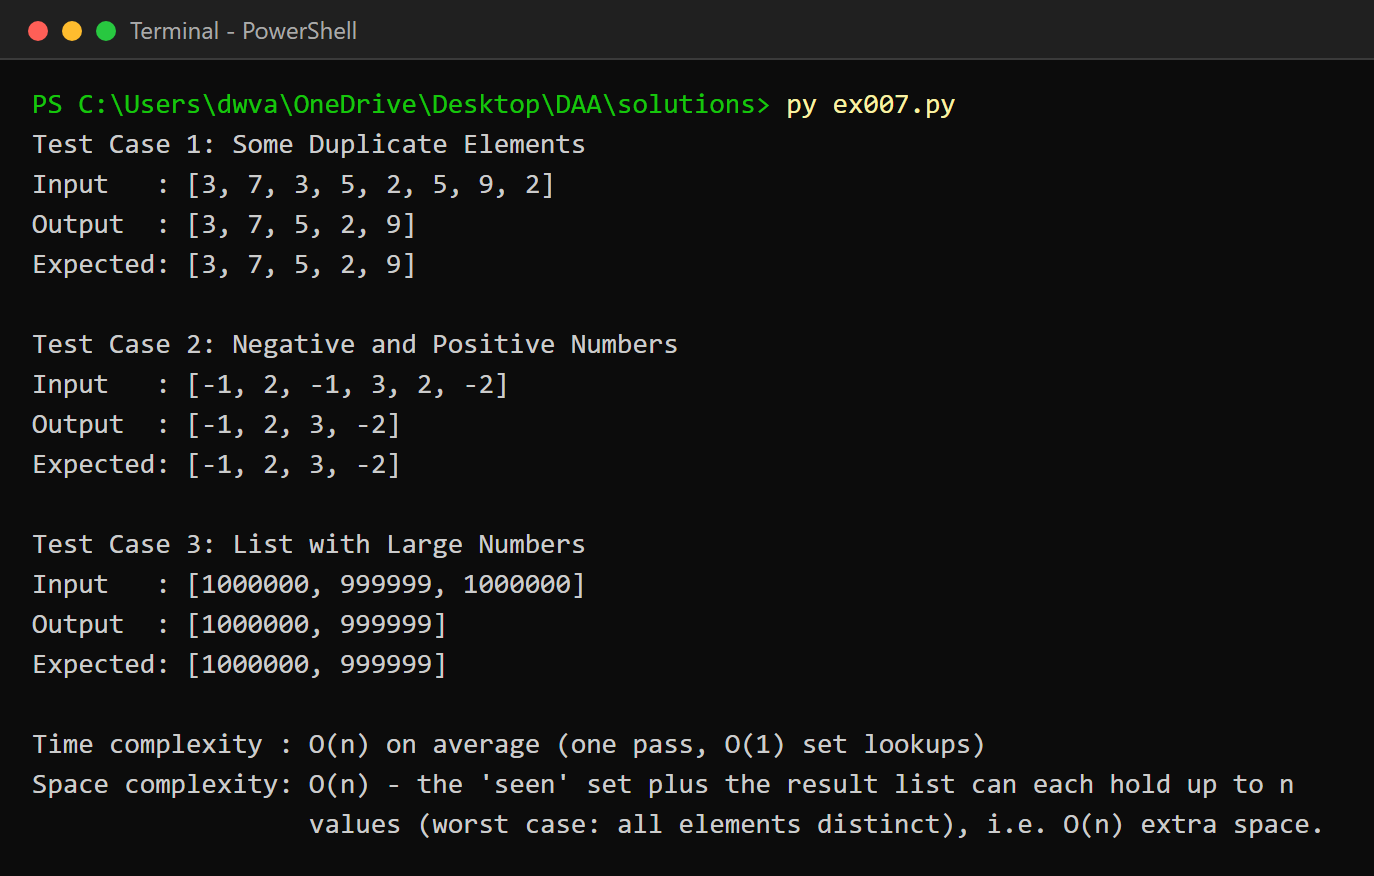 Terminal - PowerShell
PS C:\Users\dwva\OneDrive\Desktop\DAA\solutions> py ex007.py
Test Case 1: Some Duplicate Elements
Input   : [3, 7, 3, 5, 2, 5, 9, 2]
Output  : [3, 7, 5, 2, 9]
Expected: [3, 7, 5, 2, 9]
Test Case 2: Negative and Positive Numbers
Input   : [-1, 2, -1, 3, 2, -2]
Output  : [-1, 2, 3, -2]
Expected: [-1, 2, 3, -2]
Test Case 3: List with Large Numbers
Input   : [1000000, 999999, 1000000]
Output  : [1000000, 999999]
Expected: [1000000, 999999]
Time complexity : O(n) on average (one pass, O(1) set lookups)
Space complexity: O(n) - the 'seen' set plus the result list can each hold up to n
values (worst case: all elements distinct), i.e. O(n) extra space.